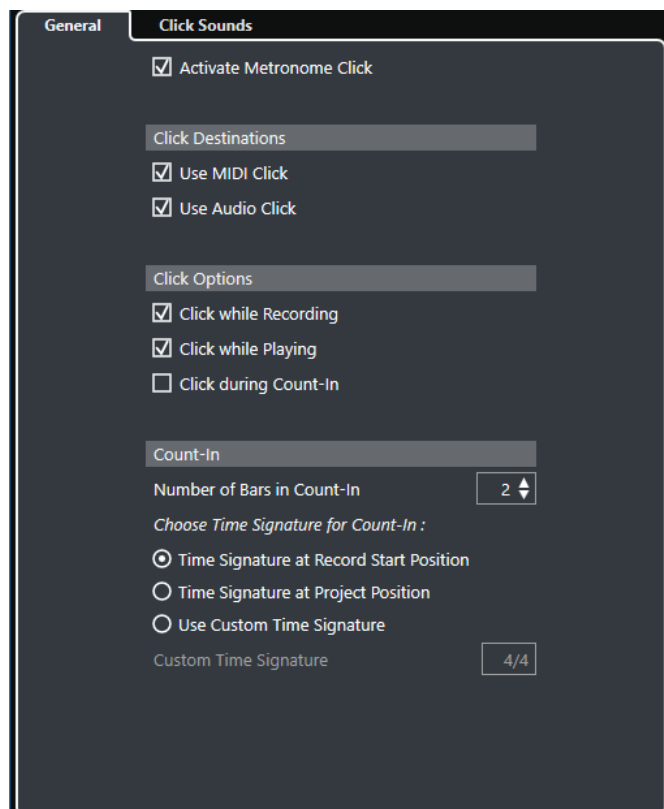 General Click Sounds
Activate Metronome Click
Click Destinations
Use MIDI Click
Use Audio Click
Click Options
Click while Recording
Click while Playing
Click during Count-In
Count-In
Number of Bars in Count-In 2
Choose Time Signature for Count-In :
Time Signature at Record Start Position
Time Signature at Project Position
Use Custom Time Signature
Custom Time Signature 4/4